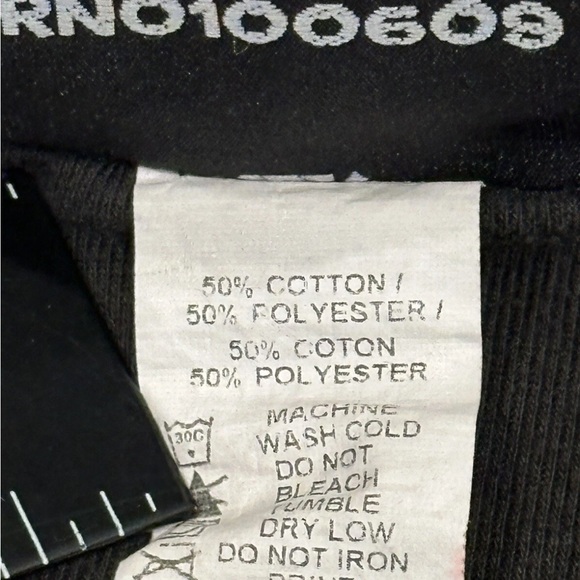 RN0100609
50% COTTON /
50% POLYESTER /
50% COTON
50% POLYESTER
MACHINE
30C
WASH COLD
DO NOT
BLEACH
TUMBLE
DRY LOW
DO NOT IRON
PRINT